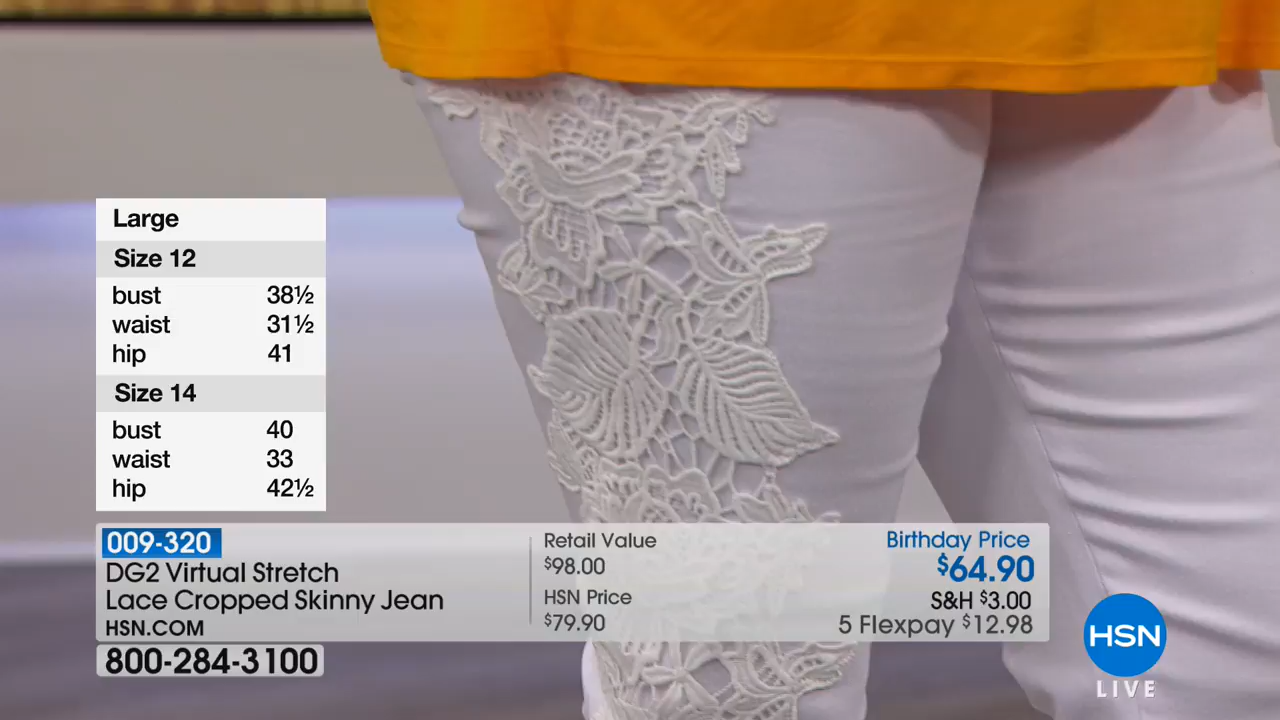 Large
Size 12
bust 38½
waist 31½
hip 41
Size 14
bust 40
waist 33
hip 42½
009-320
DG2 Virtual Stretch
Lace Cropped Skinny Jean
HSN.COM
800-284-3100
Retail Value
$98.00
HSN Price
$79.90
Birthday Price
$64.90
S&H $3.00
5 Flexpay $12.98
HSN
LIVE